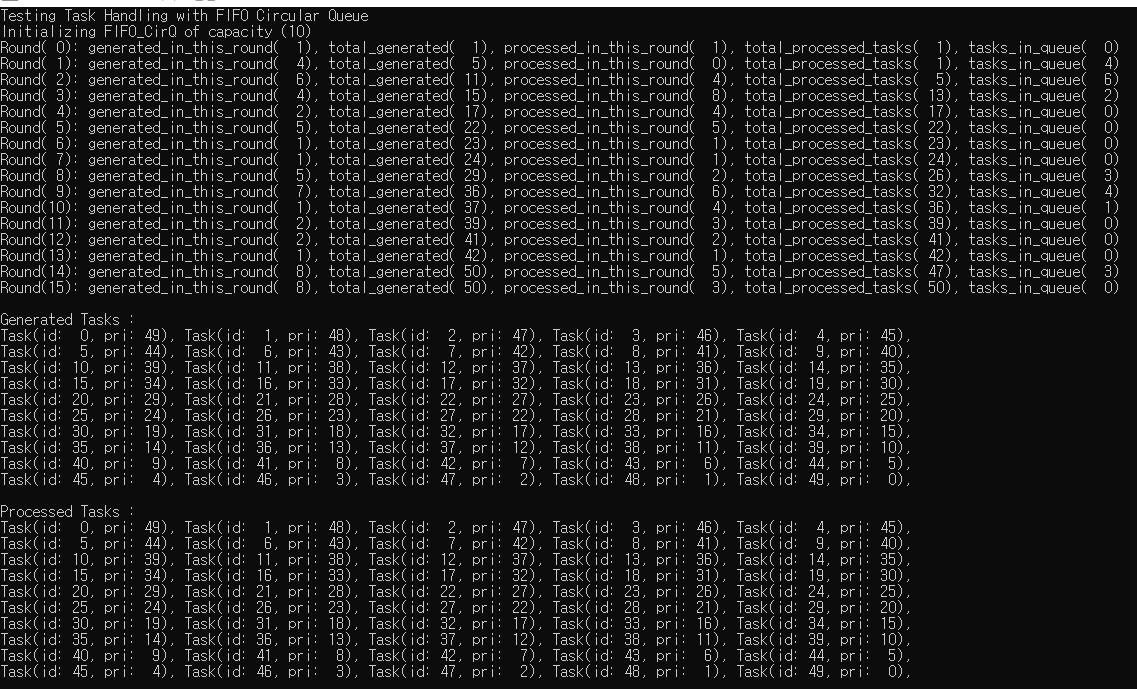 Testing Task Handling with FIFO Circular Queue
Initializing FIFO_CirQ of capacity (10)
Round( 0): generated_in_this_round(  1), total_generated(  1), processed_in_this_round(  1), total_processed_tasks(  1), tasks_in_queue(  0)
Round( 1): generated_in_this_round(  4), total_generated(  5), processed_in_this_round(  0), total_processed_tasks(  1), tasks_in_queue(  4)
Round( 2): generated_in_this_round(  6), total_generated( 11), processed_in_this_round(  4), total_processed_tasks(  5), tasks_in_queue(  6)
Round( 3): generated_in_this_round(  4), total_generated( 15), processed_in_this_round(  8), total_processed_tasks( 13), tasks_in_queue(  2)
Round( 4): generated_in_this_round(  2), total_generated( 17), processed_in_this_round(  4), total_processed_tasks( 17), tasks_in_queue(  0)
Round( 5): generated_in_this_round(  5), total_generated( 22), processed_in_this_round(  5), total_processed_tasks( 22), tasks_in_queue(  0)
Round( 6): generated_in_this_round(  1), total_generated( 23), processed_in_this_round(  1), total_processed_tasks( 23), tasks_in_queue(  0)
Round( 7): generated_in_this_round(  1), total_generated( 24), processed_in_this_round(  1), total_processed_tasks( 24), tasks_in_queue(  0)
Round( 8): generated_in_this_round(  5), total_generated( 29), processed_in_this_round(  2), total_processed_tasks( 26), tasks_in_queue(  3)
Round( 9): generated_in_this_round(  7), total_generated( 36), processed_in_this_round(  6), total_processed_tasks( 32), tasks_in_queue(  4)
Round(10): generated_in_this_round(  1), total_generated( 37), processed_in_this_round(  4), total_processed_tasks( 36), tasks_in_queue(  1)
Round(11): generated_in_this_round(  2), total_generated( 39), processed_in_this_round(  3), total_processed_tasks( 39), tasks_in_queue(  0)
Round(12): generated_in_this_round(  2), total_generated( 41), processed_in_this_round(  2), total_processed_tasks( 41), tasks_in_queue(  0)
Round(13): generated_in_this_round(  1), total_generated( 42), processed_in_this_round(  1), total_processed_tasks( 42), tasks_in_queue(  0)
Round(14): generated_in_this_round(  8), total_generated( 50), processed_in_this_round(  5), total_processed_tasks( 47), tasks_in_queue(  3)
Round(15): generated_in_this_round(  8), total_generated( 50), processed_in_this_round(  3), total_processed_tasks( 50), tasks_in_queue(  0)

Generated Tasks :
Task(id:  0, pri: 49), Task(id:  1, pri: 48), Task(id:  2, pri: 47), Task(id:  3, pri: 46), Task(id:  4, pri: 45),
Task(id:  5, pri: 44), Task(id:  6, pri: 43), Task(id:  7, pri: 42), Task(id:  8, pri: 41), Task(id:  9, pri: 40),
Task(id: 10, pri: 39), Task(id: 11, pri: 38), Task(id: 12, pri: 37), Task(id: 13, pri: 36), Task(id: 14, pri: 35),
Task(id: 15, pri: 34), Task(id: 16, pri: 33), Task(id: 17, pri: 32), Task(id: 18, pri: 31), Task(id: 19, pri: 30),
Task(id: 20, pri: 29), Task(id: 21, pri: 28), Task(id: 22, pri: 27), Task(id: 23, pri: 26), Task(id: 24, pri: 25),
Task(id: 25, pri: 24), Task(id: 26, pri: 23), Task(id: 27, pri: 22), Task(id: 28, pri: 21), Task(id: 29, pri: 20),
Task(id: 30, pri: 19), Task(id: 31, pri: 18), Task(id: 32, pri: 17), Task(id: 33, pri: 16), Task(id: 34, pri: 15),
Task(id: 35, pri: 14), Task(id: 36, pri: 13), Task(id: 37, pri: 12), Task(id: 38, pri: 11), Task(id: 39, pri: 10),
Task(id: 40, pri:  9), Task(id: 41, pri:  8), Task(id: 42, pri:  7), Task(id: 43, pri:  6), Task(id: 44, pri:  5),
Task(id: 45, pri:  4), Task(id: 46, pri:  3), Task(id: 47, pri:  2), Task(id: 48, pri:  1), Task(id: 49, pri:  0),

Processed Tasks :
Task(id:  0, pri: 49), Task(id:  1, pri: 48), Task(id:  2, pri: 47), Task(id:  3, pri: 46), Task(id:  4, pri: 45),
Task(id:  5, pri: 44), Task(id:  6, pri: 43), Task(id:  7, pri: 42), Task(id:  8, pri: 41), Task(id:  9, pri: 40),
Task(id: 10, pri: 39), Task(id: 11, pri: 38), Task(id: 12, pri: 37), Task(id: 13, pri: 36), Task(id: 14, pri: 35),
Task(id: 15, pri: 34), Task(id: 16, pri: 33), Task(id: 17, pri: 32), Task(id: 18, pri: 31), Task(id: 19, pri: 30),
Task(id: 20, pri: 29), Task(id: 21, pri: 28), Task(id: 22, pri: 27), Task(id: 23, pri: 26), Task(id: 24, pri: 25),
Task(id: 25, pri: 24), Task(id: 26, pri: 23), Task(id: 27, pri: 22), Task(id: 28, pri: 21), Task(id: 29, pri: 20),
Task(id: 30, pri: 19), Task(id: 31, pri: 18), Task(id: 32, pri: 17), Task(id: 33, pri: 16), Task(id: 34, pri: 15),
Task(id: 35, pri: 14), Task(id: 36, pri: 13), Task(id: 37, pri: 12), Task(id: 38, pri: 11), Task(id: 39, pri: 10),
Task(id: 40, pri:  9), Task(id: 41, pri:  8), Task(id: 42, pri:  7), Task(id: 43, pri:  6), Task(id: 44, pri:  5),
Task(id: 45, pri:  4), Task(id: 46, pri:  3), Task(id: 47, pri:  2), Task(id: 48, pri:  1), Task(id: 49, pri:  0),